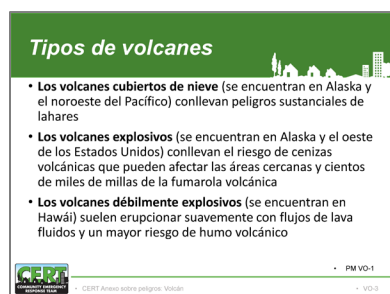 Tipos de volcanes
• Los volcanes cubiertos de nieve (se encuentran en Alaska y
el noroeste del Pacífico) conllevan peligros sustanciales de
lahares
• Los volcanes explosivos (se encuentran en Alaska y el oeste
de los Estados Unidos) conllevan el riesgo de cenizas
volcánicas que pueden afectar las áreas cercanas y cientos
de miles de millas de la fumarola volcánica
• Los volcanes débilmente explosivos (se encuentran en
Hawái) suelen erupcionar suavemente con flujos de lava
fluidos y un mayor riesgo de humo volcánico
• PM VO-1
CERT
COMMUNITY EMERGENCY
RESPONSE TEAM
• CERT Anexo sobre peligros: Volcán
• VO-3